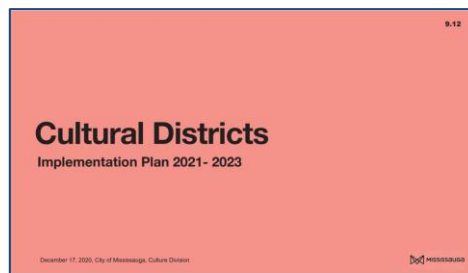 9.12
Cultural Districts
Implementation Plan 2021- 2023
December 17, 2020, City of Mississauga, Culture Division
MISSISSAUGA